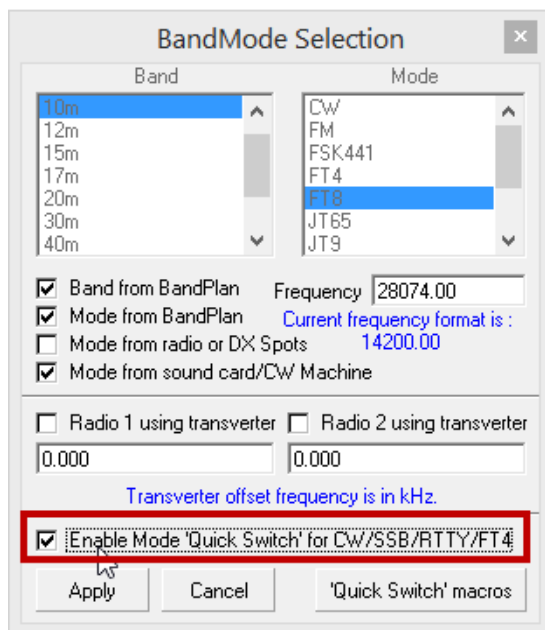 BandMode Selection
Band
Mode
10m
12m
15m
17m
20m
30m
40m
CW
FM
FSK441
FT4
FT8
JT65
JT9
Band from BandPlan
Frequency 28074.00
Mode from BandPlan
Current frequency format is :
14200.00
Mode from radio or DX Spots
Mode from sound card/CW Machine
Radio 1 using transverter
Radio 2 using transverter
0.000
0.000
Transverter offset frequency is in kHz.
Enable Mode 'Quick Switch' for CW/SSB/RTTY/FT4
Apply
Cancel
'Quick Switch' macros